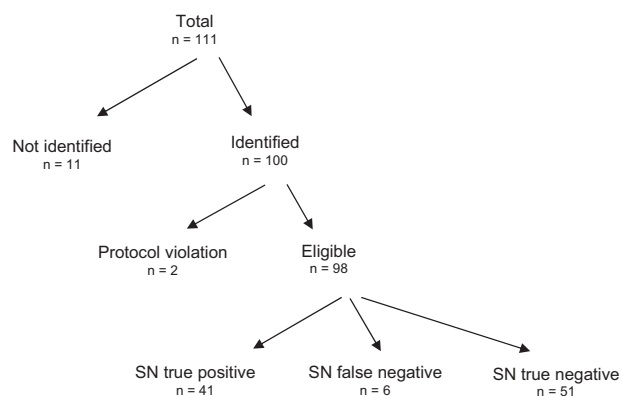 Total
n = 111
Not identified
n = 11
Identified
n = 100
Protocol violation
n = 2
Eligible
n = 98
SN true positive
n = 41
SN false negative
n = 6
SN true negative
n = 51